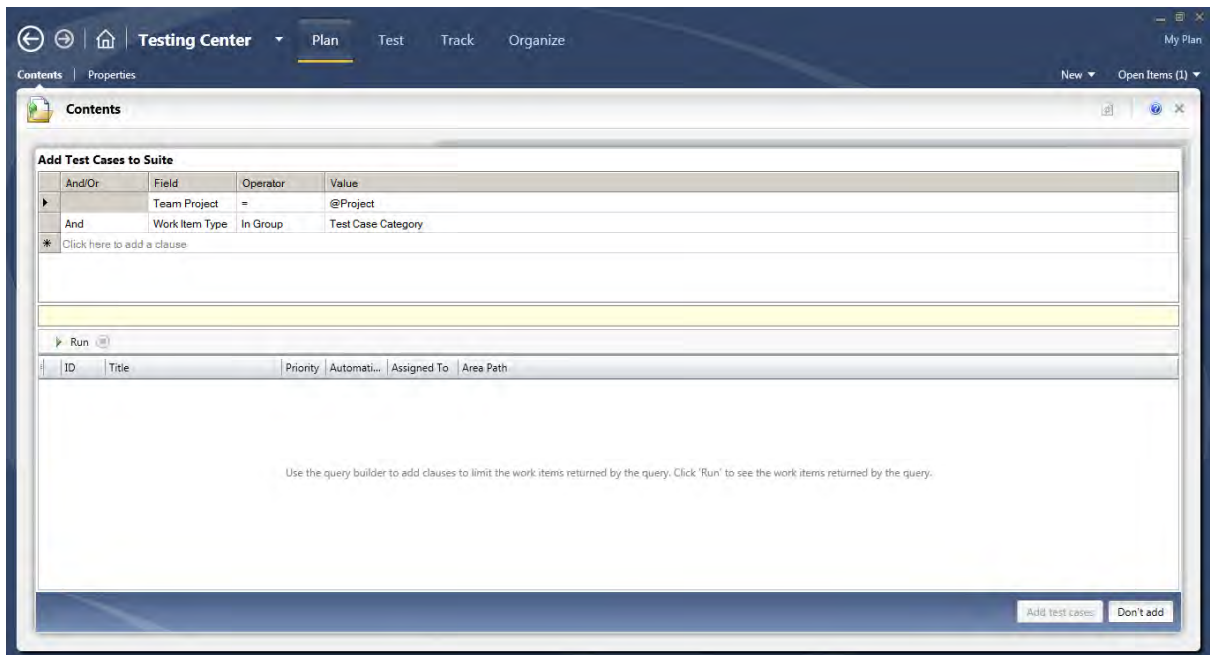 Testing Center Plan Test Track Organize
My Plan
Contents | Properties New Open Items (1)
Contents
Add Test Cases to Suite
And/Or Field Operator Value
Team Project = @Project
And Work Item Type In Group Test Case Category
* Click here to add a clause
Run
ID Title Priority Automati... Assigned To Area Path
Use the query builder to add clauses to limit the work items returned by the query. Click 'Run' to see the work items returned by the query.
Add test cases Don't add